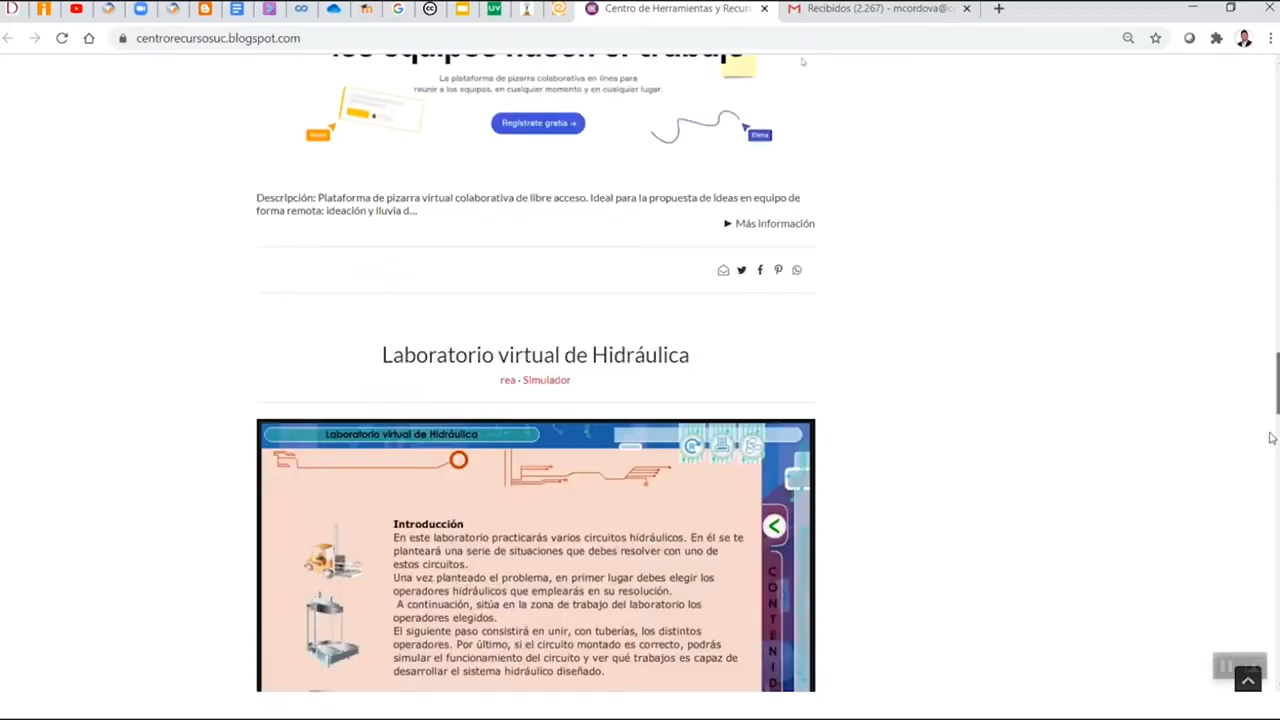 Centro de Herramientas y Recurs
Recibidos (2.267) - mcordova@
centrorecursosuc.blogspot.com
los equipos hacen el trabajo
La plataforma de pizarra colaborativa en línea para
reunir a los equipos, en cualquier momento y en cualquier lugar.
Regístrate gratis →
Elena
Descripción: Plataforma de pizarra virtual colaborativa de libre acceso. Ideal para la propuesta de ideas en equipo de
forma remota: ideación y lluvia d...
► Más información
Laboratorio virtual de Hidráulica
rea - Simulador
Laboratorio virtual de Hidráulica
Introducción
En este laboratorio practicarás varios circuitos hidráulicos. En él se te
planteará una serie de situaciones que debes resolver con uno de
estos circuitos.
Una vez planteado el problema, en primer lugar debes elegir los
operadores hidráulicos que emplearás en su resolución.
A continuación, sitúa en la zona de trabajo del laboratorio los
operadores elegidos.
El siguiente paso consistirá en unir, con tuberías, los distintos
operadores. Por último, si el circuito montado es correcto, podrás
simular el funcionamiento del circuito y ver qué trabajos es capaz de
desarrollar el sistema hidráulico diseñado.
CONTENID